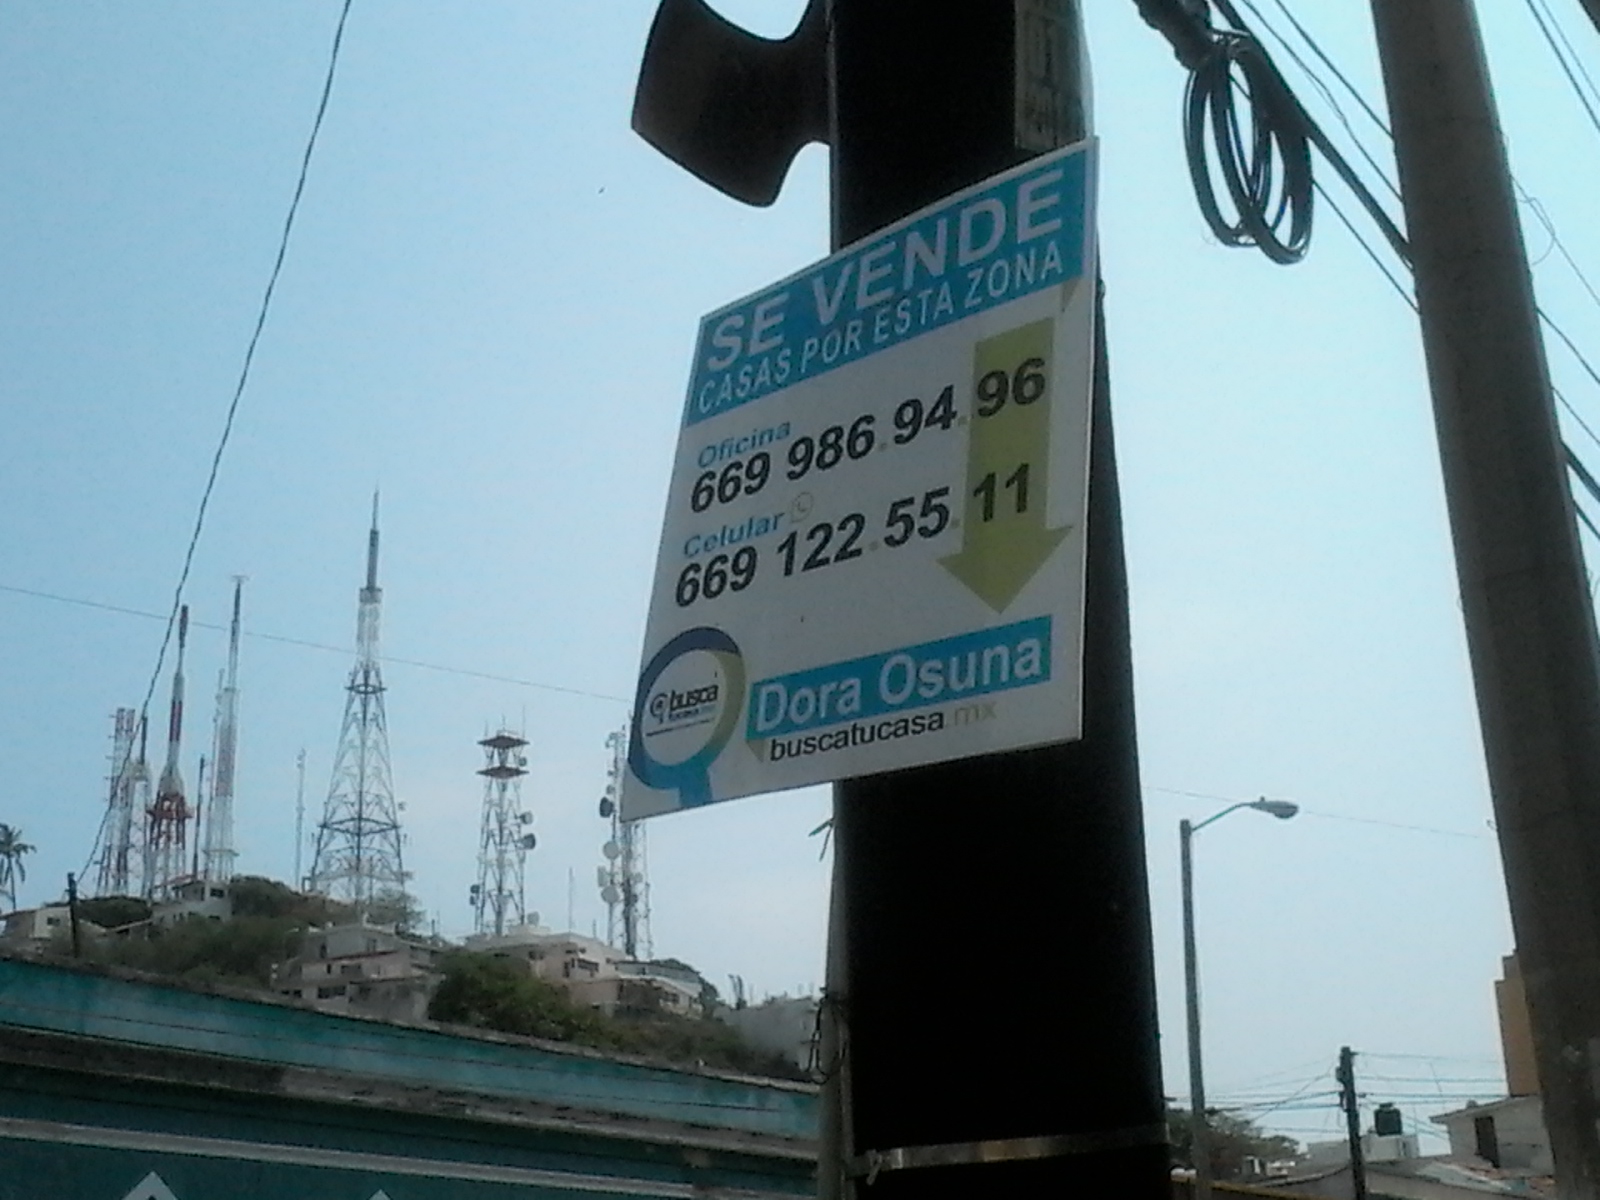 SE VENDE
CASAS POR ESTA ZONA
Oficina
669 986.94.96
Celular
669 122.55.11
busca
Dora Osuna
buscatucasa.mx